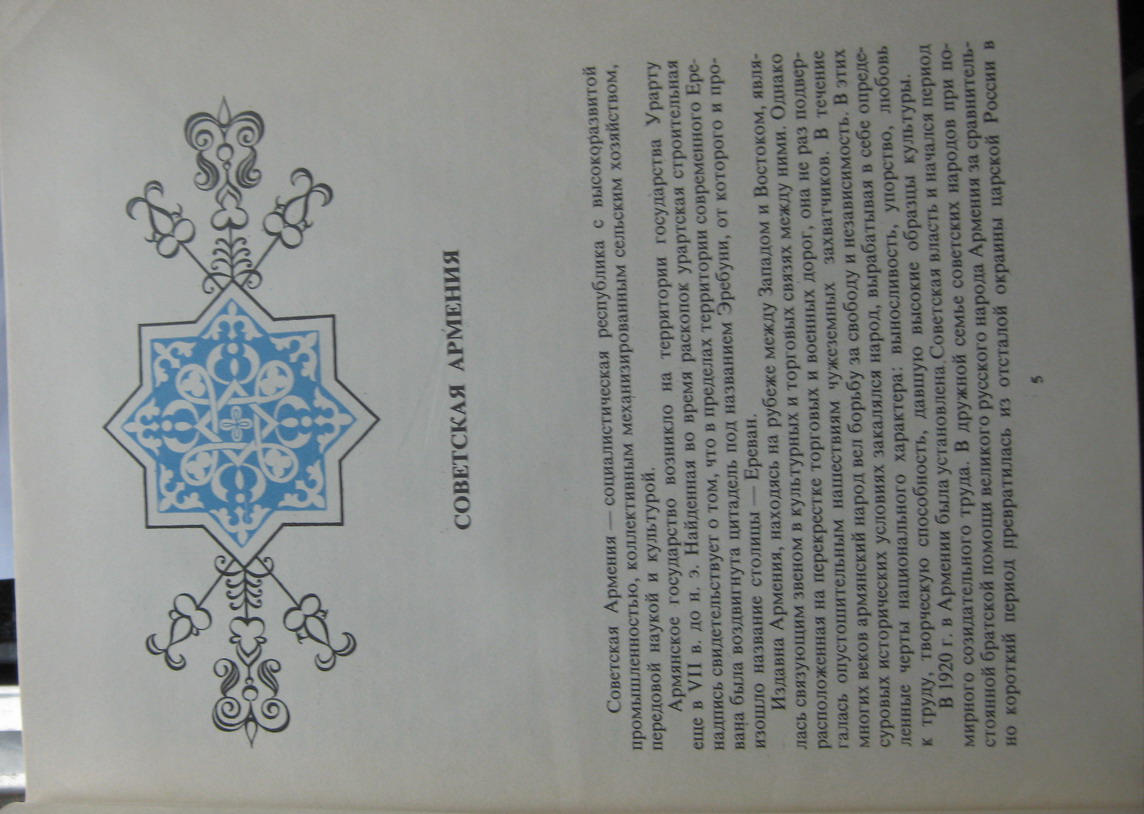 СОВЕТСКАЯ АРМЕНИЯ
Советская Армения — социалистическая республика с высокоразвитой
промышленностью, коллективным механизированным сельским хозяйством,
передовой наукой и культурой.
Армянское государство возникло на территории государства Урарту
еще в VII в. до н. э. Найденная во время раскопок урартская строительная
надпись свидетельствует о том, что в пределах территории современного Ере-
вана была воздвигнута цитадель под названием Эребуни, от которого и про-
изошло название столицы — Ереван.
Издавна Армения, находясь на рубеже между Западом и Востоком, явля-
лась связующим звеном в культурных и торговых связях между ними. Однако
расположенная на перекрестке торговых и военных дорог, она не раз подвер-
галась опустошительным нашествиям чужеземных захватчиков. В течение
многих веков армянский народ вел борьбу за свободу и независимость. В этих
суровых исторических условиях закалялся народ, вырабатывая в себе опреде-
ленные черты национального характера: выносливость, упорство, любовь
к труду, творческую способность, давшую высокие образцы культуры.
В 1920 г. в Армении была установлена Советская власть и начался период
мирного созидательного труда. В дружной семье советских народов при по-
стоянной братской помощи великого русского народа Армения за сравнитель-
но короткий период превратилась из отсталой окраины царской России в
5